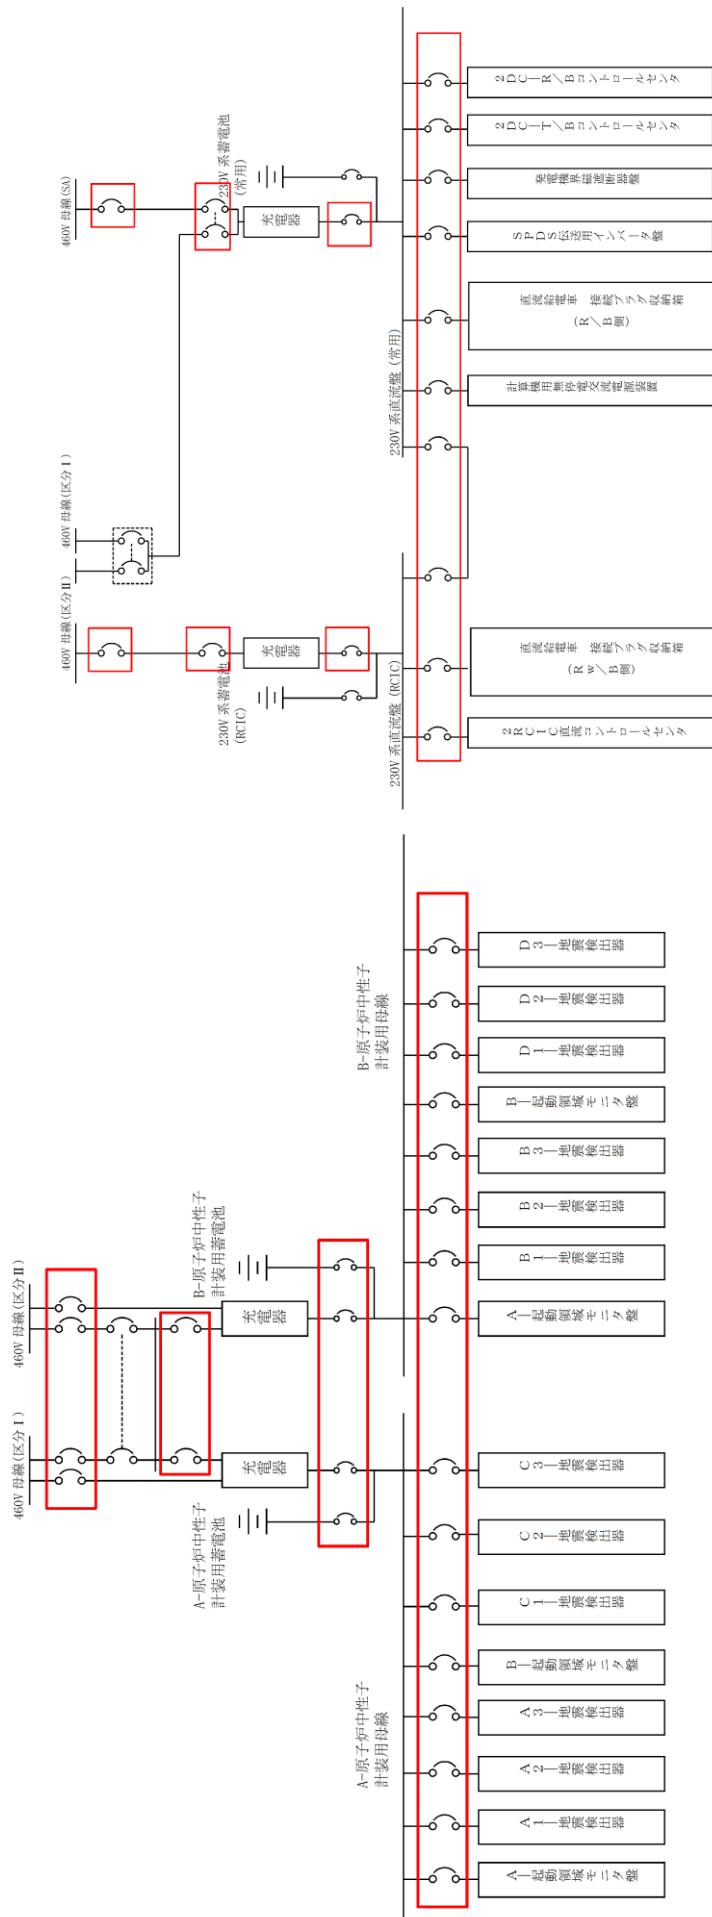 460V 母線(区分Ⅰ)
460V 母線(区分Ⅱ)
A-原子炉中性子
計装用蓄電池
充電器
充電器
B-原子炉中性子
計装用蓄電池
A-原子炉中性子
計装用母線
B-原子炉中性子
計装用母線
A―起動領域モニタ盤
A1―地震検出器
A2―地震検出器
A3―地震検出器
B―起動領域モニタ盤
C1―地震検出器
C2―地震検出器
C3―地震検出器
A―起動領域モニタ盤
B1―地震検出器
B2―地震検出器
B3―地震検出器
B―起動領域モニタ盤
D1―地震検出器
D2―地震検出器
D3―地震検出器
460V 母線(区分Ⅱ)
460V 母線(区分Ⅰ)
460V 母線(SA)
230V 系蓄電池
(RCIC)
充電器
充電器
230V 系蓄電池
(常用)
230V 系直流盤 (RCIC)
230V 系直流盤 (常用)
2RCIC直流コントロールセンタ
直流給電車 接続プラグ収納箱
(Rw/B側)
計算機用無停電交流電源装置
直流給電車 接続プラグ収納箱
(R/B側)
SPDS伝送用インバータ盤
発電機界磁遮断器盤
2DC―T/Bコントロールセンタ
2DC―R/Bコントロールセンタ